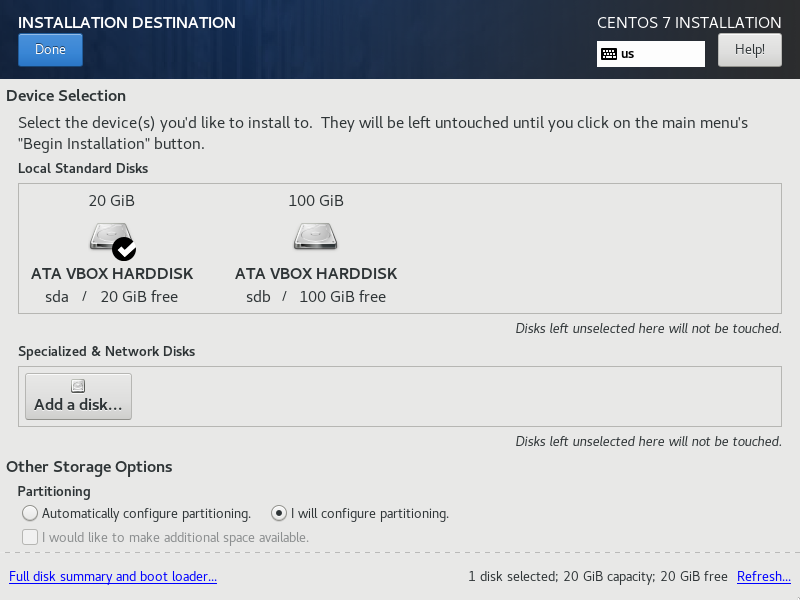 INSTALLATION DESTINATION
CENTOS 7 INSTALLATION
Done
us
Help!
Device Selection
Select the device(s) you'd like to install to.  They will be left untouched until you click on the main menu's
"Begin Installation" button.
Local Standard Disks
20 GiB
100 GiB
ATA VBOX HARDDISK
ATA VBOX HARDDISK
sda / 20 GiB free
sdb / 100 GiB free
Disks left unselected here will not be touched.
Specialized & Network Disks
Add a disk...
Disks left unselected here will not be touched.
Other Storage Options
Partitioning
Automatically configure partitioning.
I will configure partitioning.
I would like to make additional space available.
Full disk summary and boot loader...
1 disk selected; 20 GiB capacity; 20 GiB free
Refresh...